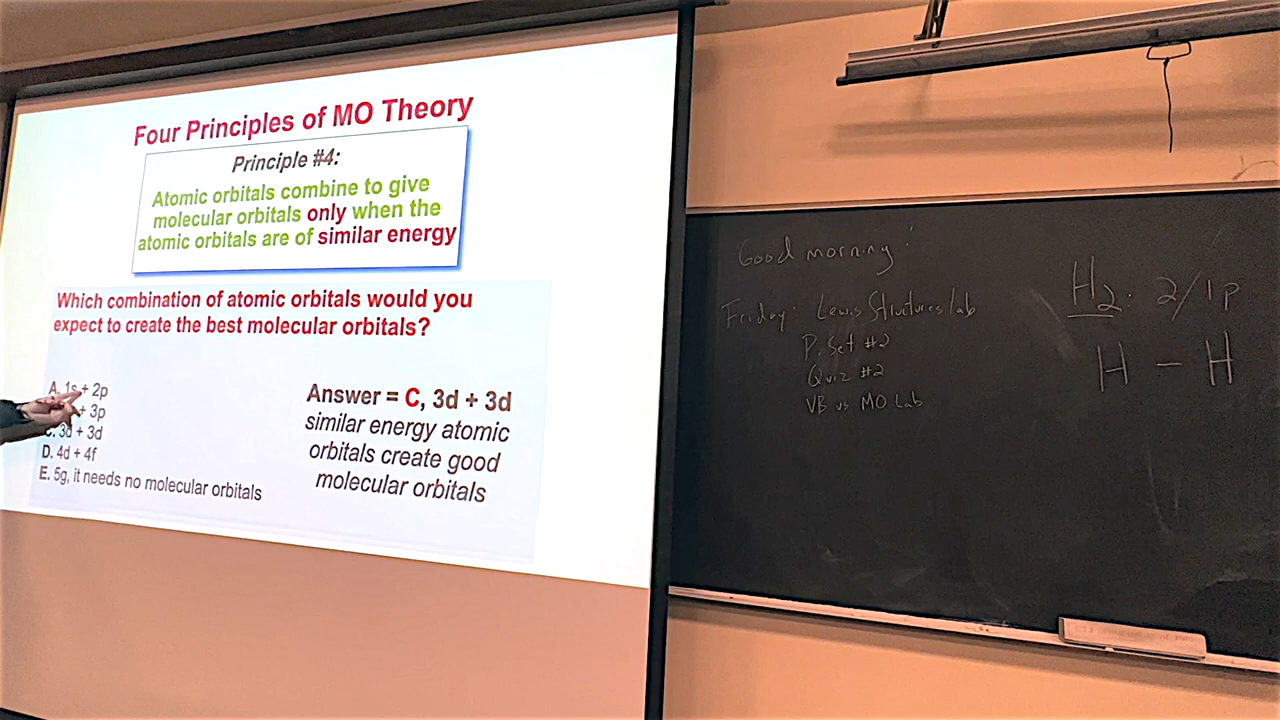 Four Principles of MO Theory
Principle #4:
Atomic orbitals combine to give
molecular orbitals only when the
atomic orbitals are of similar energy
Which combination of atomic orbitals would you
expect to create the best molecular orbitals?
A. 1s + 2p
+ 3p
C. 3d + 3d
D. 4d + 4f
E. 5g, it needs no molecular orbitals
Answer = C, 3d + 3d
similar energy atomic
orbitals create good
molecular orbitals
Good morning!
Friday: Lewis Structures lab
P. Set #2
Quiz #2
VB vs MO Lab
H2: 2/1p
H - H